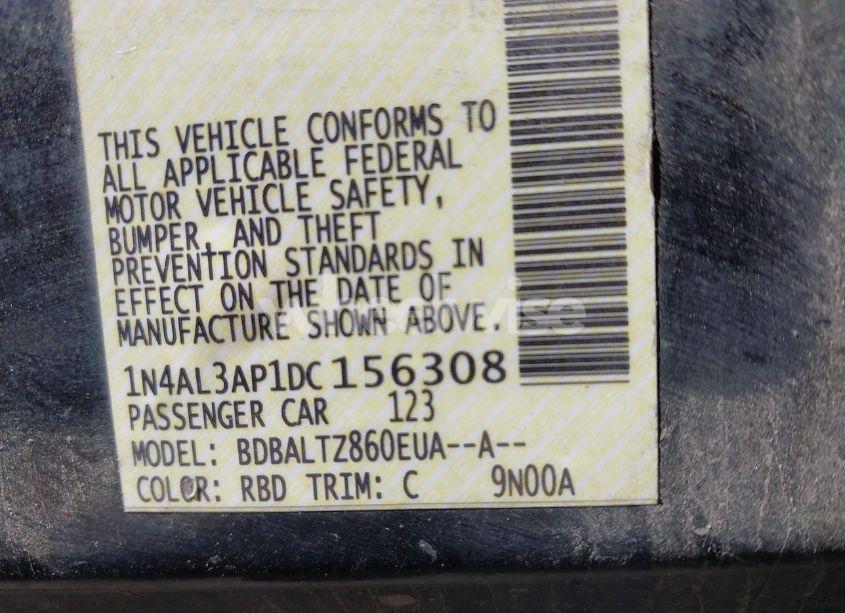 THIS VEHICLE CONFORMS TO
ALL APPLICABLE FEDERAL
MOTOR VEHICLE SAFETY,
BUMPER, AND THEFT
PREVENTION STANDARDS IN
EFFECT ON THE DATE OF
MANUFACTURE SHOWN ABOVE.
1N4AL3AP1DC156308
PASSENGER CAR 123
MODEL: BDBALTZ860EUA--A--
COLOR: RBD TRIM: C 9N00A